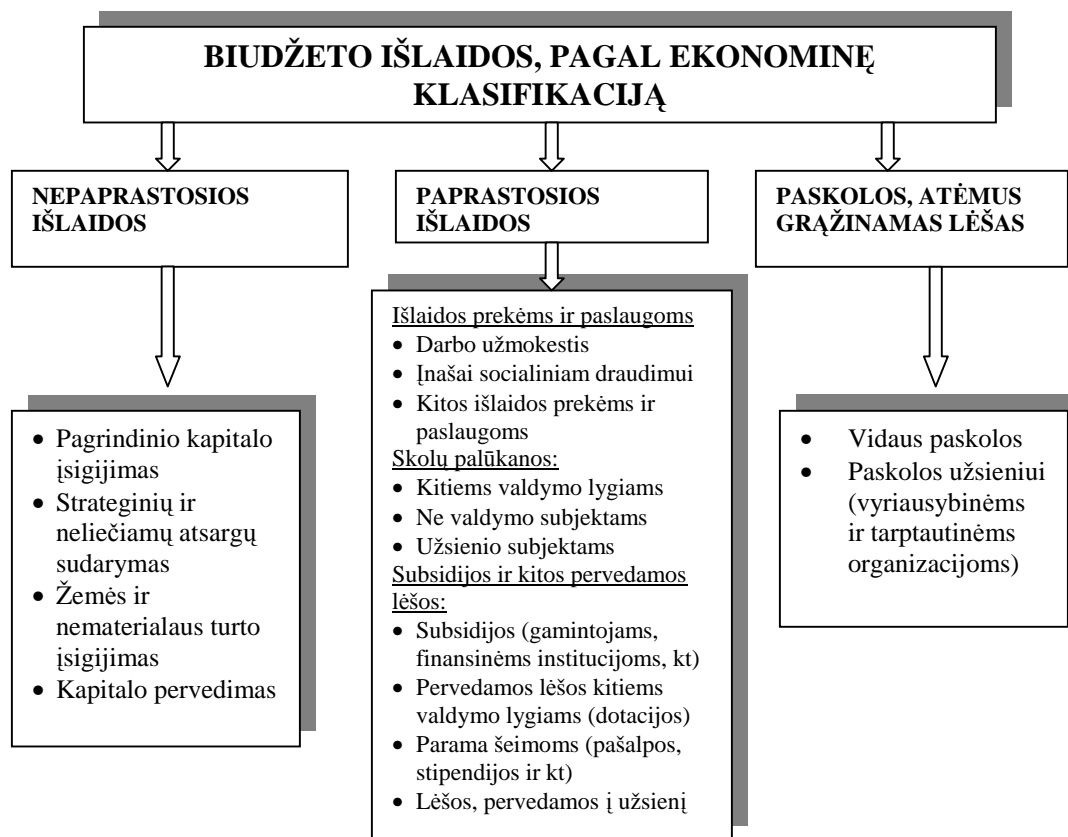 BIUDŽETO IŠLAIDOS, PAGAL EKONOMINĘ
KLASIFIKACIJĄ
NEPAPRASTOSIOS
IŠLAIDOS
PAPRASTOSIOS
IŠLAIDOS
PASKOLOS, ATĖMUS
GRĄŽINAMAS LĖŠAS
• Pagrindinio kapitalo
įsigijimas
• Strateginių ir
neliečiamų atsargų
sudarymas
• Žemės ir
nematerialaus turto
įsigijimas
• Kapitalo pervedimas
Išlaidos prekėms ir paslaugoms
• Darbo užmokestis
• Įnašai socialiniam draudimui
• Kitos išlaidos prekėms ir
paslaugoms
Skolų palūkanos:
• Kitiems valdymo lygiams
• Ne valdymo subjektams
• Užsienio subjektams
Subsidijos ir kitos pervedamos
lėšos:
• Subsidijos (gamintojams,
finansinėms institucijoms, kt)
• Pervedamos lėšos kitiems
valdymo lygiams (dotacijos)
• Parama šeimoms (pašalpos,
stipendijos ir kt)
• Lėšos, pervedamos į užsienį
• Vidaus paskolos
• Paskolos užsieniui
(vyriausybinėms
ir tarptautinėms
organizacijoms)